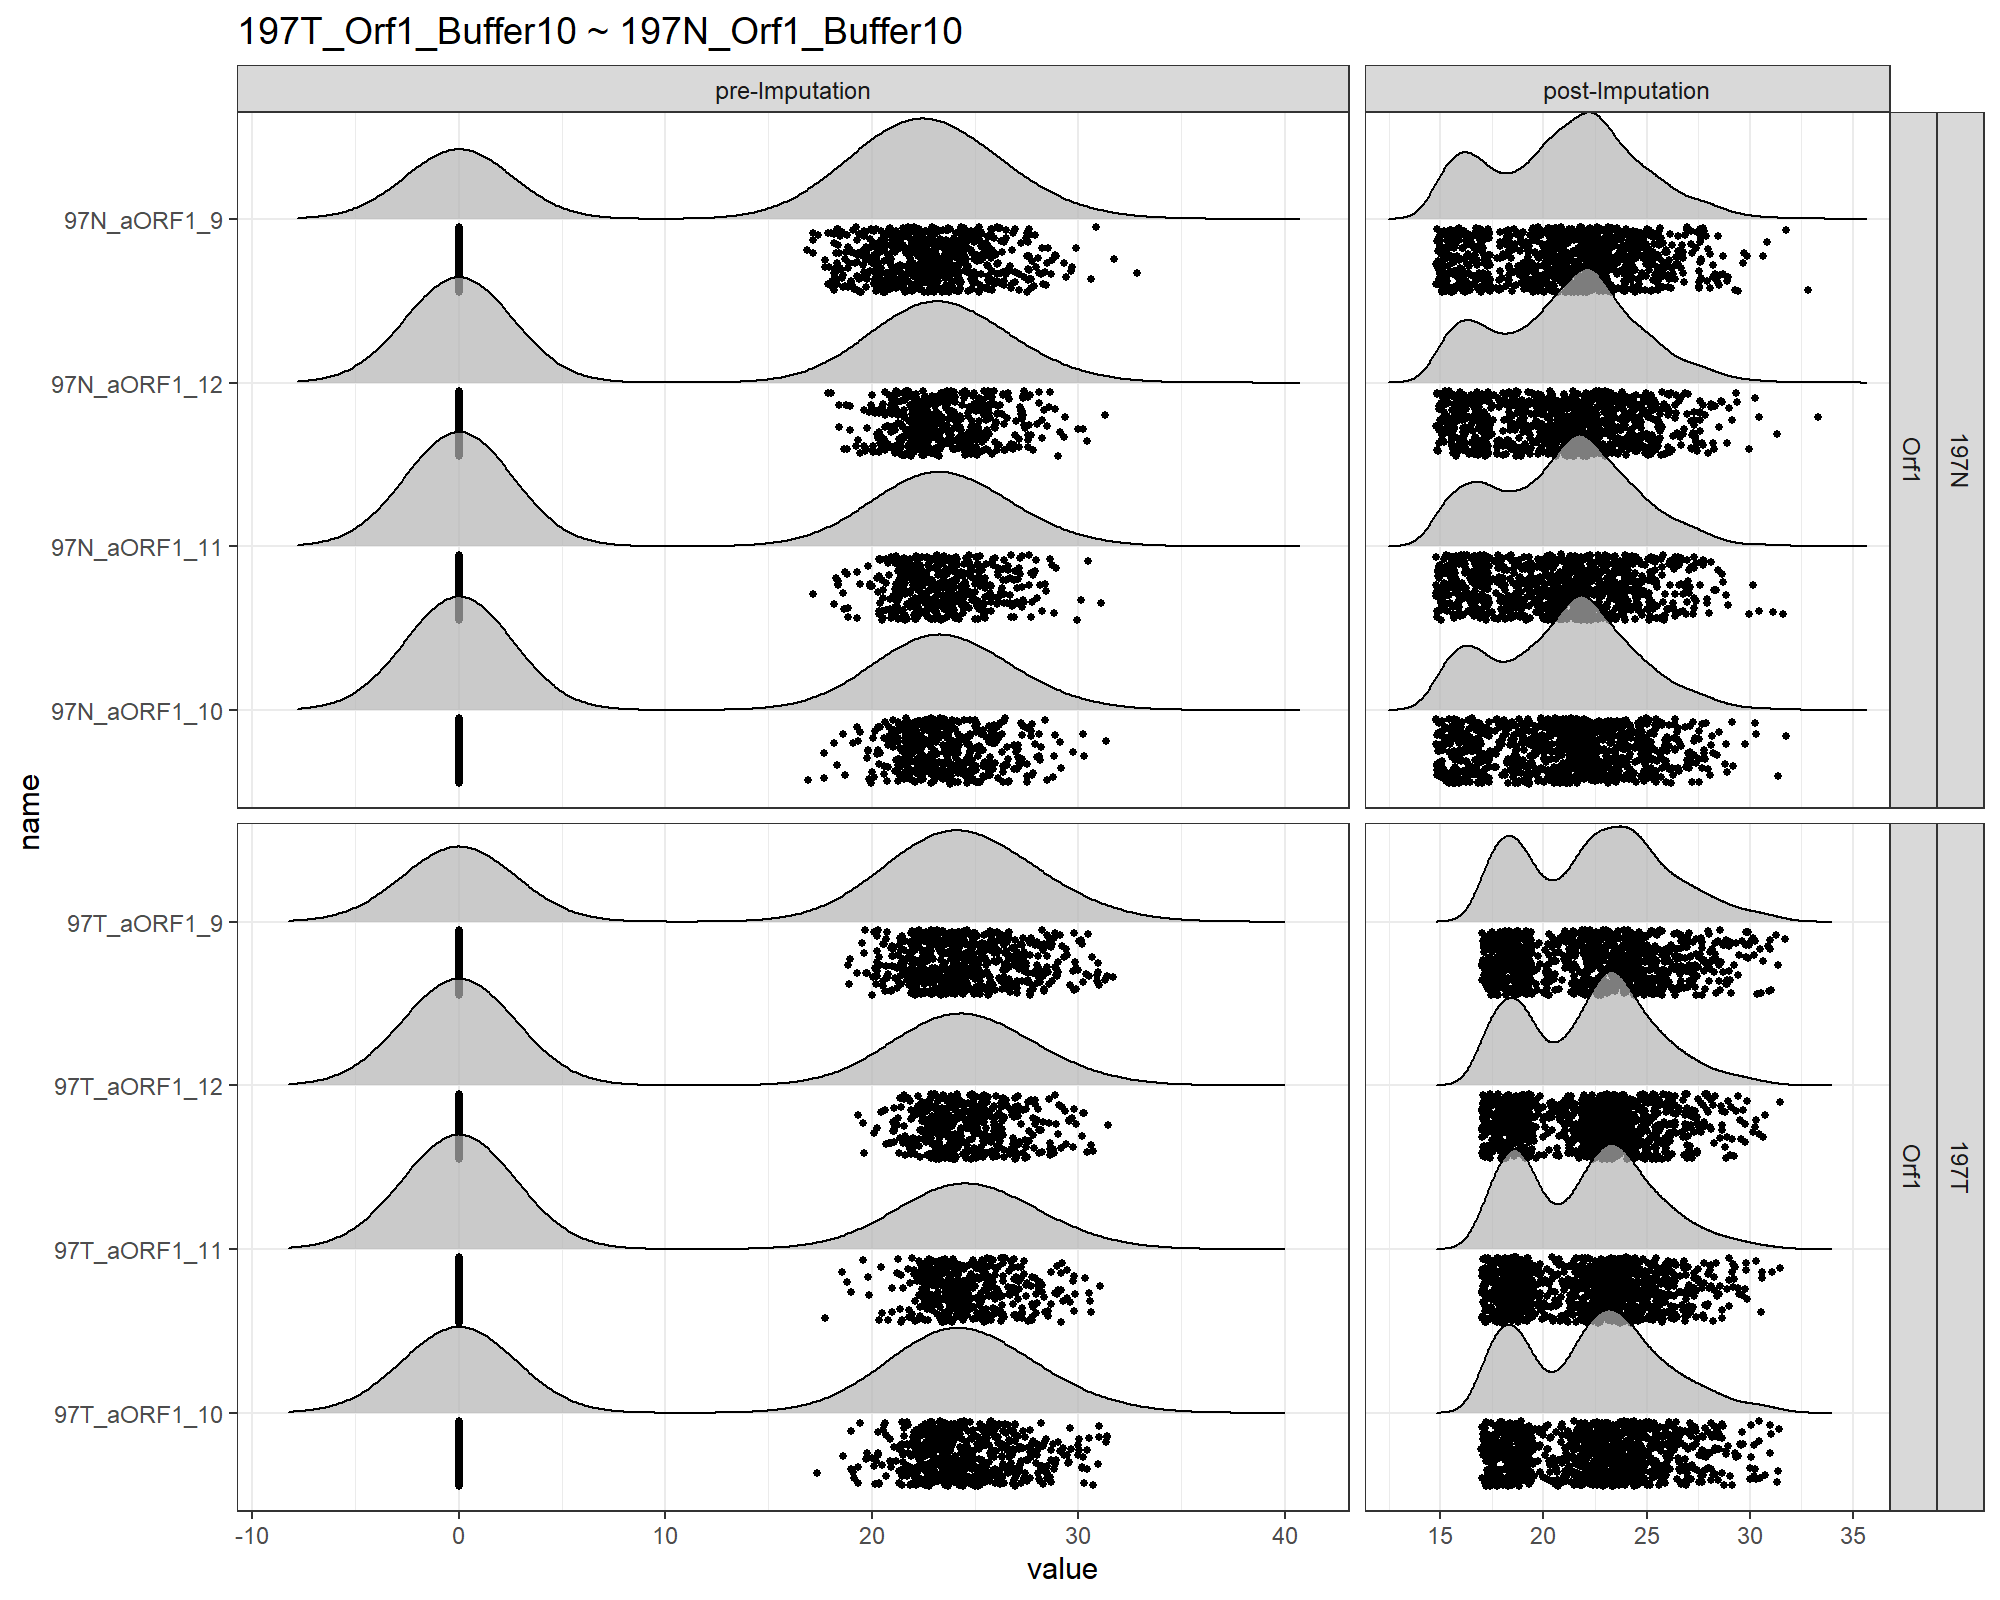 197T_Orf1_Buffer10 ~ 197N_Orf1_Buffer10
pre-Imputation
post-Imputation
97N_aORF1_9
97N_aORF1_12
97N_aORF1_11
97N_aORF1_10
Orf1
197N
97T_aORF1_9
97T_aORF1_12
97T_aORF1_11
97T_aORF1_10
Orf1
197T
name
-10 0 10 20 30 40
15 20 25 30 35
value